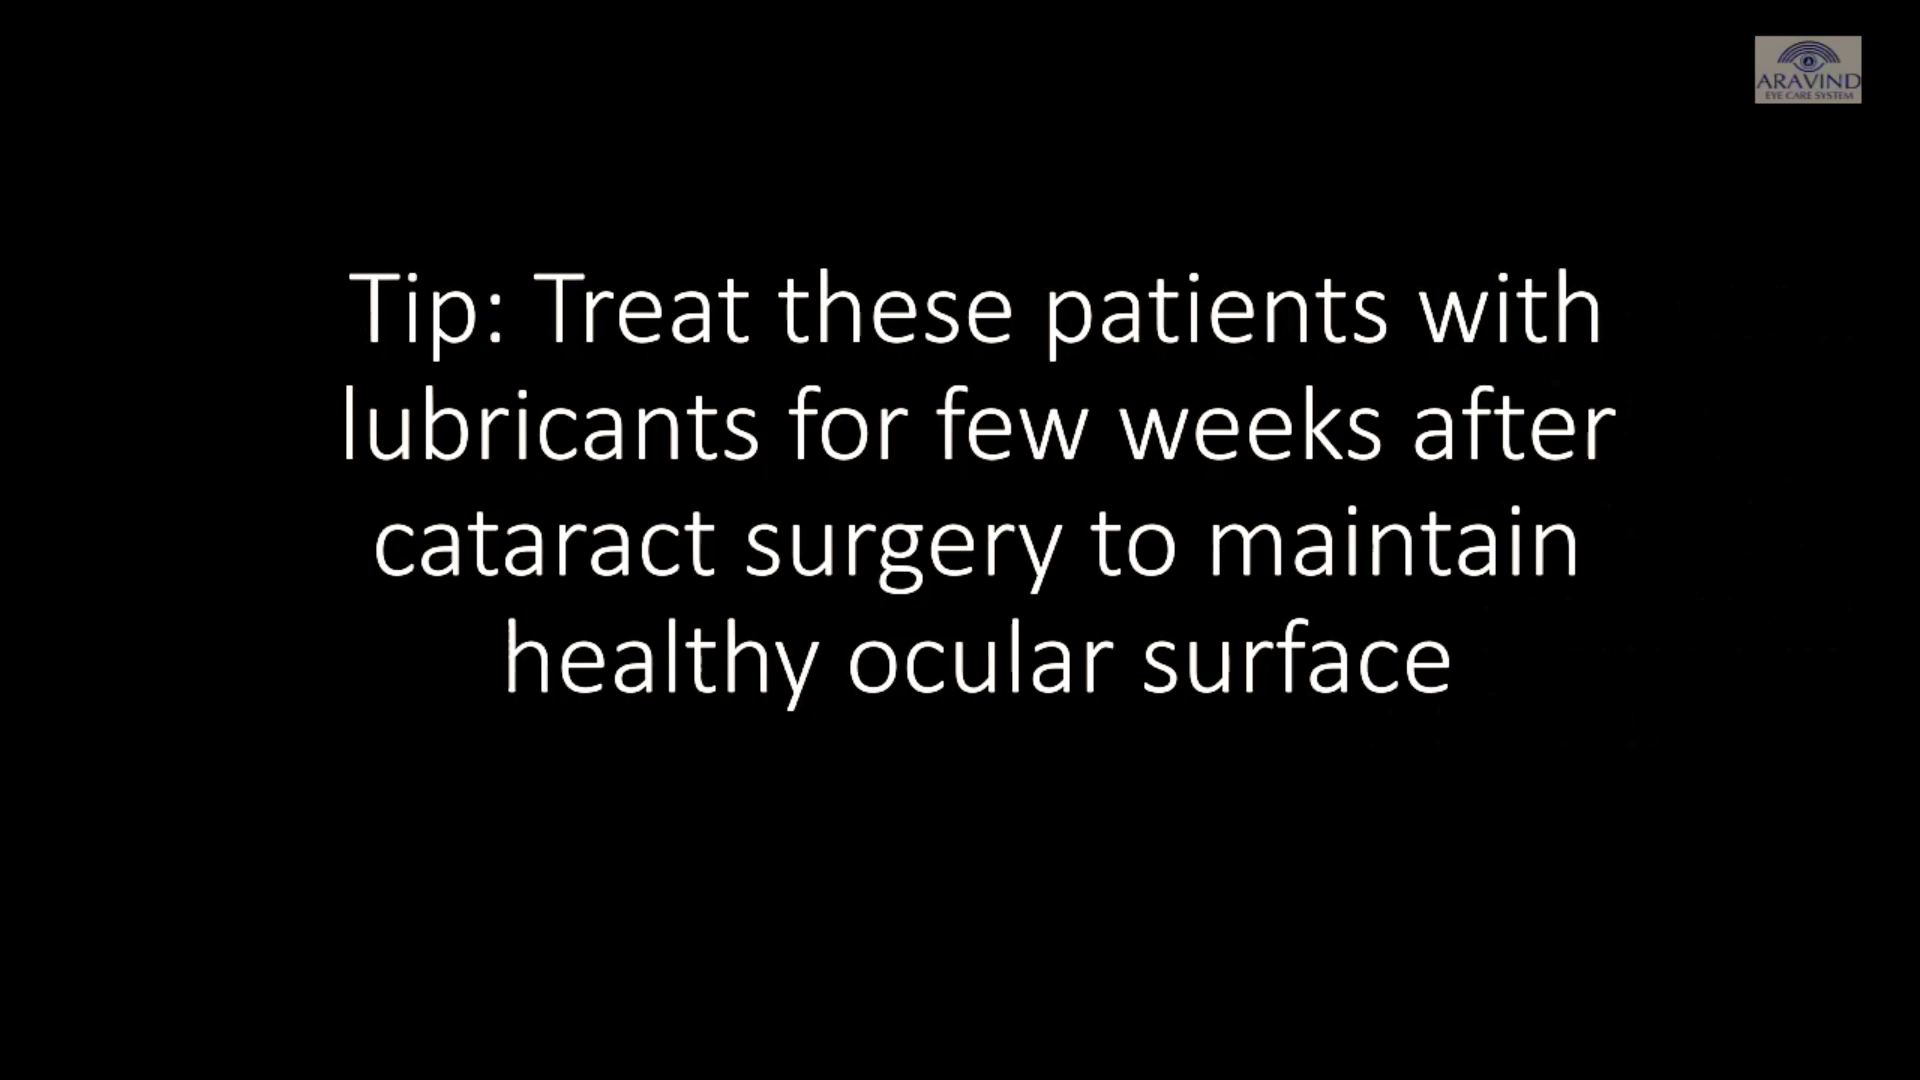 ARAVIND
EYE CARE SYSTEM
Tip: Treat these patients with
lubricants for few weeks after
cataract surgery to maintain
healthy ocular surface